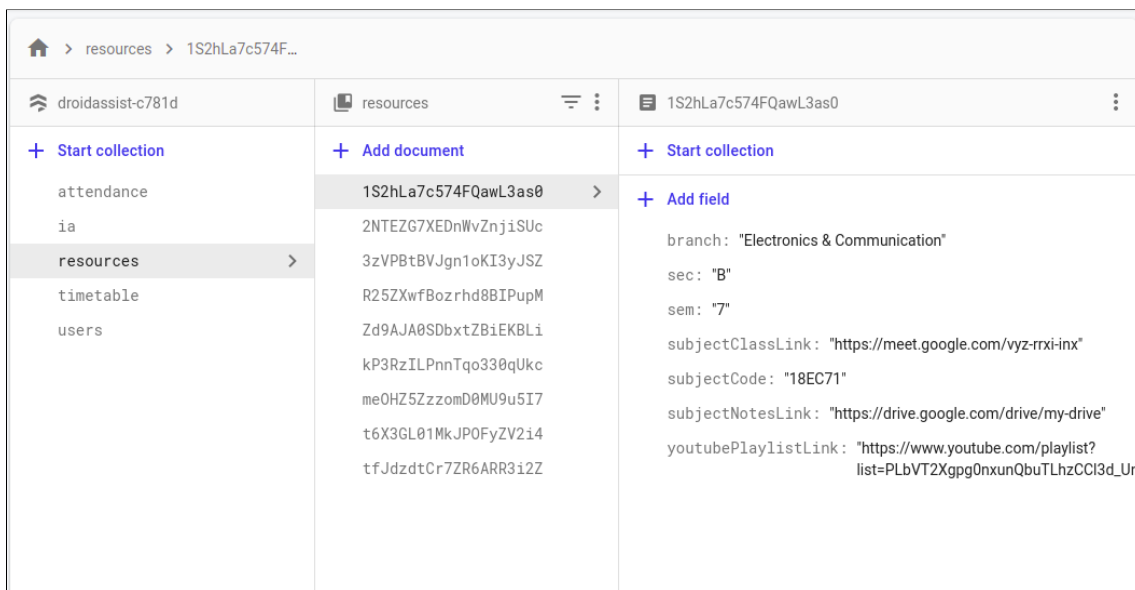 resources > 1S2hLa7c574F…
droidassist-c781d
Start collection
attendance
ia
resources
timetable
users
resources
Add document
1S2hLa7c574FQawL3as0
2NTEZG7XEDnWvZnjiSUc
3zVPBtBVJgn1oKI3yJSZ
R25ZXwfBozrhd8BIPupM
Zd9AJA0SDbxtZBiEKBLi
kP3RzILPnnTqo330qUkc
meOHZ5ZzzomD0MU9u5I7
t6X3GL01MkJPOFyZV2i4
tfJdzdtCr7ZR6ARR3i2Z
1S2hLa7c574FQawL3as0
Start collection
Add field
branch: "Electronics & Communication"
sec: "B"
sem: "7"
subjectClassLink: "https://meet.google.com/vyz-rrxi-inx"
subjectCode: "18EC71"
subjectNotesLink: "https://drive.google.com/drive/my-drive"
youtubePlaylistLink: "https://www.youtube.com/playlist?
list=PLbVT2Xgpg0nxunQbuTLhzCCl3d_Ur